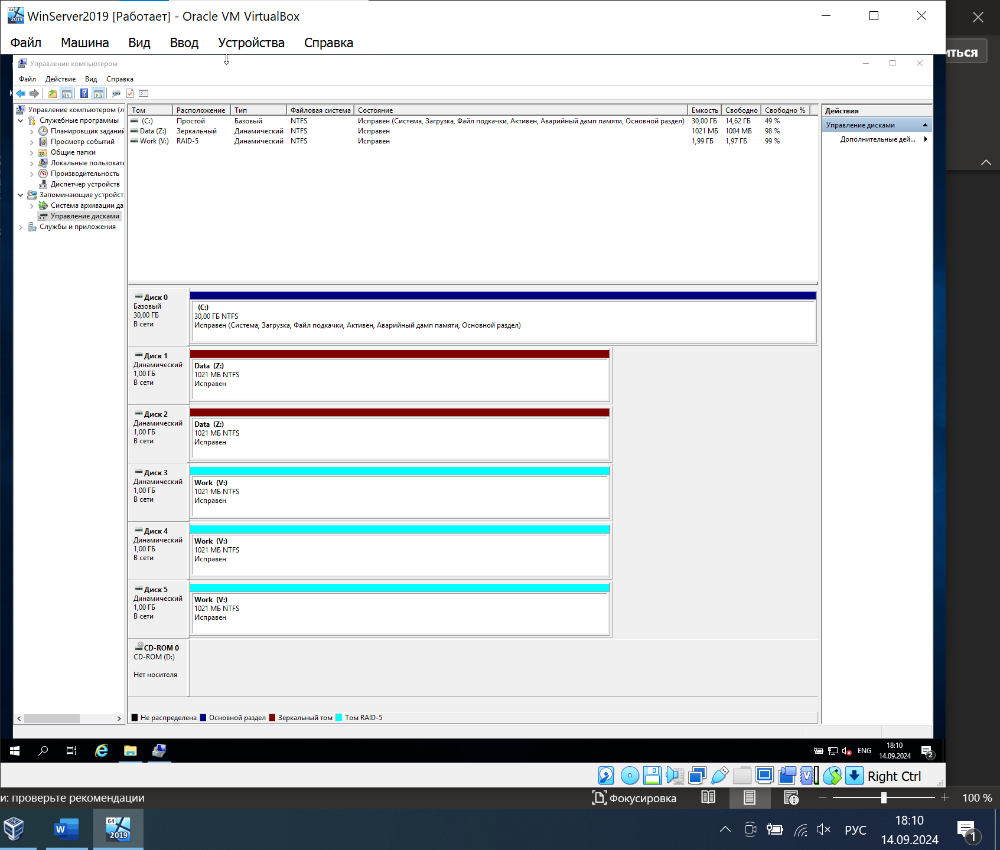 WinServer2019 [Работает] - Oracle VM VirtualBox
Файл Машина Вид Ввод Устройства Справка
иться
Управление компьютером
Файл Действие Вид Справка
Управление компьютером (л
Служебные программы
Планировщик заданий
Просмотр событий
Общие папки
Локальные пользовате
Производительность
Диспетчер устройств
Запоминающие устройст
Система архивации да
Управление дисками
Службы и приложения
Том Расположение Тип Файловая система Состояние Емкость Свободно Свободно %
(C:) Простой Базовый NTFS Исправен (Система, Загрузка, Файл подкачки, Активен, Аварийный дамп памяти, Основной раздел) 30,00 ГБ 14,62 ГБ 49 %
Data (Z:) Зеркальный Динамический NTFS Исправен 1021 МБ 1004 МБ 98 %
Work (V:) RAID-5 Динамический NTFS Исправен 1,99 ГБ 1,97 ГБ 99 %
Действия
Управление дисками
Дополнительные дей...
Диск 0
Базовый
30,00 ГБ
В сети
(C:)
30,00 ГБ NTFS
Исправен (Система, Загрузка, Файл подкачки, Активен, Аварийный дамп памяти, Основной раздел)
Диск 1
Динамический
1,00 ГБ
В сети
Data (Z:)
1021 МБ NTFS
Исправен
Диск 2
Динамический
1,00 ГБ
В сети
Data (Z:)
1021 МБ NTFS
Исправен
Диск 3
Динамический
1,00 ГБ
В сети
Work (V:)
1021 МБ NTFS
Исправен
Диск 4
Динамический
1,00 ГБ
В сети
Work (V:)
1021 МБ NTFS
Исправен
Диск 5
Динамический
1,00 ГБ
В сети
Work (V:)
1021 МБ NTFS
Исправен
CD-ROM 0
CD-ROM (D:)
Нет носителя
Не распределена Основной раздел Зеркальный том Том RAID-5
ENG
18:10
14.09.2024
2
Right Ctrl
и: проверьте рекомендации
Фокусировка
100 %
64
2019
РУС
18:10
14.09.2024
1